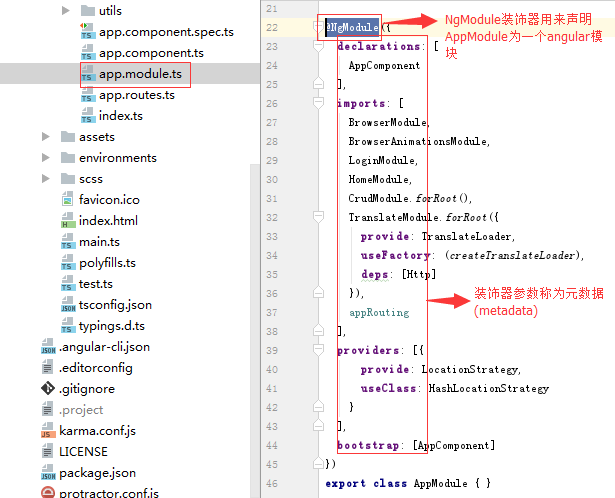 utils
app.component.spec.ts
app.component.ts
app.module.ts
app.routes.ts
index.ts
assets
environments
scss
favicon.ico
index.html
main.ts
polyfills.ts
test.ts
tsconfig.json
typings.d.ts
.angular-cli.json
.editorconfig
.gitignore
.project
karma.conf.js
LICENSE
package.json
protractor.conf.js
21
22 @NgModule({
23 declarations: [
24 AppComponent
25 ],
26 imports: [
27 BrowserModule,
28 BrowserAnimationsModule,
29 LoginModule,
30 HomeModule,
31 CrudModule.forRoot(),
32 TranslateModule.forRoot({
33 provide: TranslateLoader,
34 useFactory: (createTranslateLoader),
35 deps: [Http]
36 }),
37 appRouting
38 ],
39 providers: [{
40 provide: LocationStrategy,
41 useClass: HashLocationStrategy
42 }
43 ],
44 bootstrap: [AppComponent]
45 })
46 export class AppModule { }
NgModule装饰器用来声明
AppModule为一个angular模
块
装饰器参数称为元数据
(metadata)